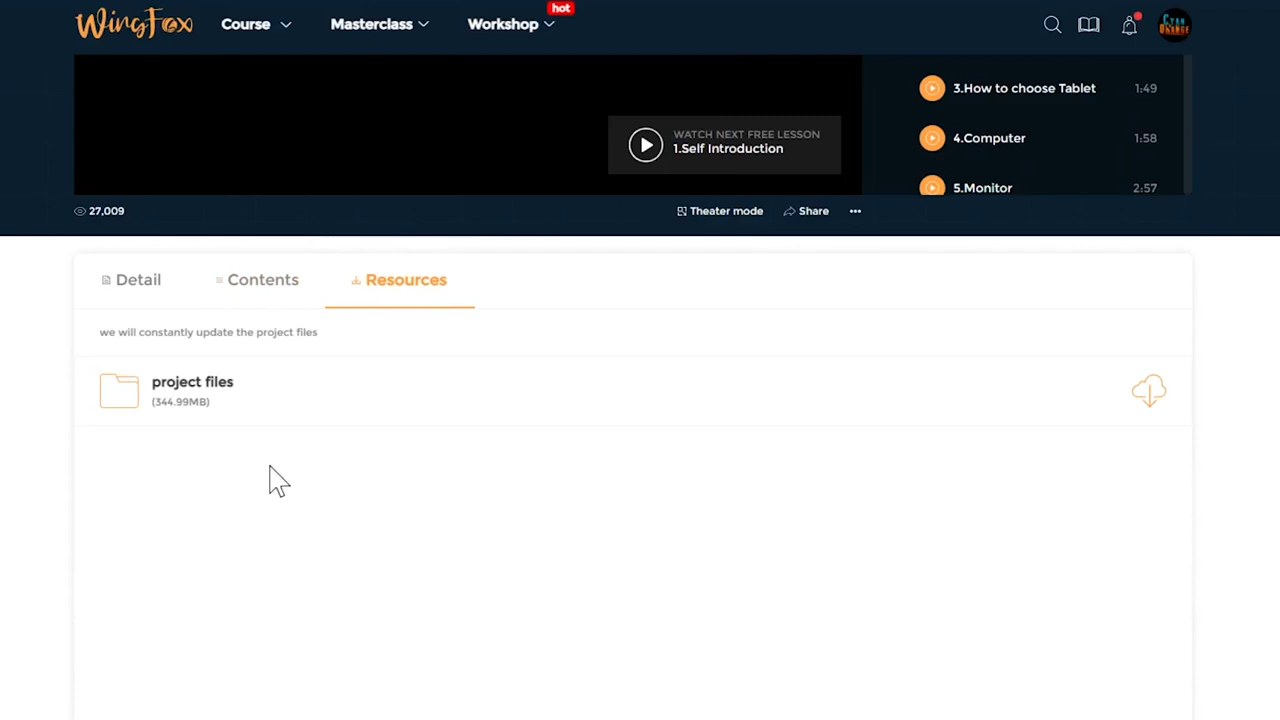 WingFox
Course
Masterclass
Workshop
hot
CYAN
ORANGE
3.How to choose Tablet 1:49
WATCH NEXT FREE LESSON
1.Self Introduction
4.Computer 1:58
5.Monitor 2:57
27,009
Theater mode
Share
Detail
Contents
Resources
we will constantly update the project files
project files
(344.99MB)